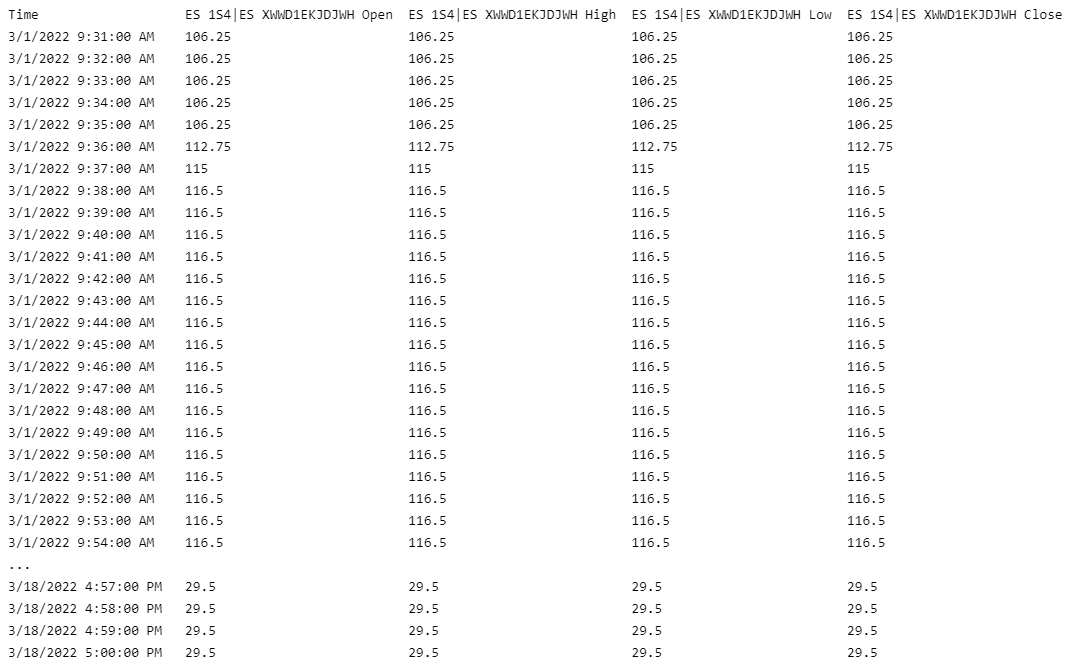 Time ES 1S4|ES XWWD1EKJDJWH Open ES 1S4|ES XWWD1EKJDJWH High ES 1S4|ES XWWD1EKJDJWH Low ES 1S4|ES XWWD1EKJDJWH Close
3/1/2022 9:31:00 AM 106.25 106.25 106.25 106.25
3/1/2022 9:32:00 AM 106.25 106.25 106.25 106.25
3/1/2022 9:33:00 AM 106.25 106.25 106.25 106.25
3/1/2022 9:34:00 AM 106.25 106.25 106.25 106.25
3/1/2022 9:35:00 AM 106.25 106.25 106.25 106.25
3/1/2022 9:36:00 AM 112.75 112.75 112.75 112.75
3/1/2022 9:37:00 AM 115 115 115 115
3/1/2022 9:38:00 AM 116.5 116.5 116.5 116.5
3/1/2022 9:39:00 AM 116.5 116.5 116.5 116.5
3/1/2022 9:40:00 AM 116.5 116.5 116.5 116.5
3/1/2022 9:41:00 AM 116.5 116.5 116.5 116.5
3/1/2022 9:42:00 AM 116.5 116.5 116.5 116.5
3/1/2022 9:43:00 AM 116.5 116.5 116.5 116.5
3/1/2022 9:44:00 AM 116.5 116.5 116.5 116.5
3/1/2022 9:45:00 AM 116.5 116.5 116.5 116.5
3/1/2022 9:46:00 AM 116.5 116.5 116.5 116.5
3/1/2022 9:47:00 AM 116.5 116.5 116.5 116.5
3/1/2022 9:48:00 AM 116.5 116.5 116.5 116.5
3/1/2022 9:49:00 AM 116.5 116.5 116.5 116.5
3/1/2022 9:50:00 AM 116.5 116.5 116.5 116.5
3/1/2022 9:51:00 AM 116.5 116.5 116.5 116.5
3/1/2022 9:52:00 AM 116.5 116.5 116.5 116.5
3/1/2022 9:53:00 AM 116.5 116.5 116.5 116.5
3/1/2022 9:54:00 AM 116.5 116.5 116.5 116.5
...
3/18/2022 4:57:00 PM 29.5 29.5 29.5 29.5
3/18/2022 4:58:00 PM 29.5 29.5 29.5 29.5
3/18/2022 4:59:00 PM 29.5 29.5 29.5 29.5
3/18/2022 5:00:00 PM 29.5 29.5 29.5 29.5